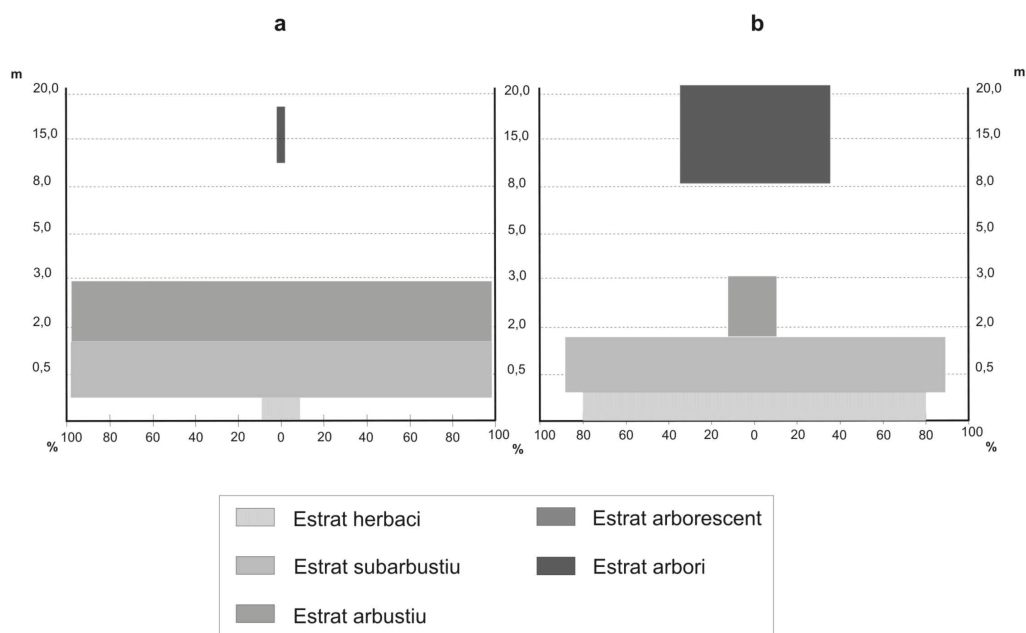 a b
m m
20,0 20,0 20,0
15,0 15,0 15,0
8,0 8,0 8,0
5,0 5,0 5,0
3,0 3,0 3,0
2,0 2,0 2,0
0,5 0,5 0,5
100 80 60 40 20 0 20 40 60 80 100 100 80 60 40 20 0 20 40 60 80 100
% % % %
Estrat herbaci Estrat arborescent
Estrat subarbustiu Estrat arbori
Estrat arbustiu